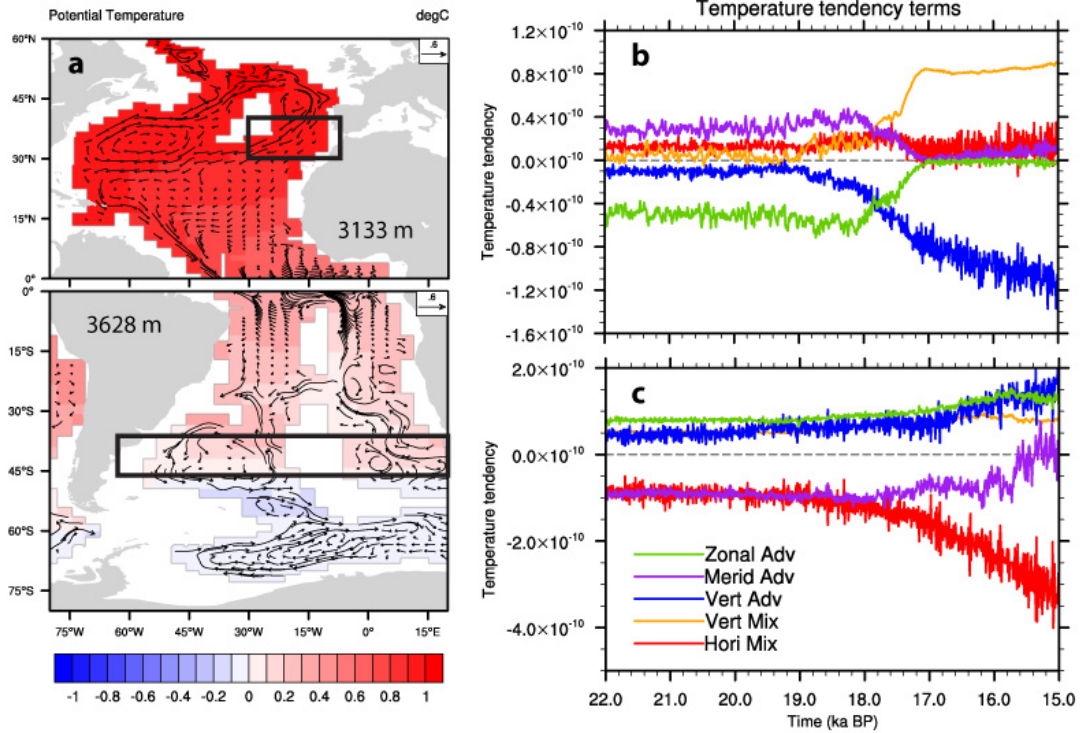 Potential Temperature degC
a
.6
60°N
45°N
30°N
15°N
0°
3133 m
0°
15°S
30°S
45°S
60°S
75°S
.6
3628 m
75°W 60°W 45°W 30°W 15°W 0° 15°E
-1 -0.8 -0.6 -0.4 -0.2 0 0.2 0.4 0.6 0.8 1
Temperature tendency terms
b
Temperature tendency
1.2×10⁻¹⁰
0.8×10⁻¹⁰
0.4×10⁻¹⁰
0.0×10⁻¹⁰
-0.4×10⁻¹⁰
-0.8×10⁻¹⁰
-1.2×10⁻¹⁰
-1.6×10⁻¹⁰
c
Temperature tendency
2.0×10⁻¹⁰
0.0×10⁻¹⁰
-2.0×10⁻¹⁰
-4.0×10⁻¹⁰
Zonal Adv
Merid Adv
Vert Adv
Vert Mix
Hori Mix
22.0 21.0 20.0 19.0 18.0 17.0 16.0 15.0
Time (ka BP)